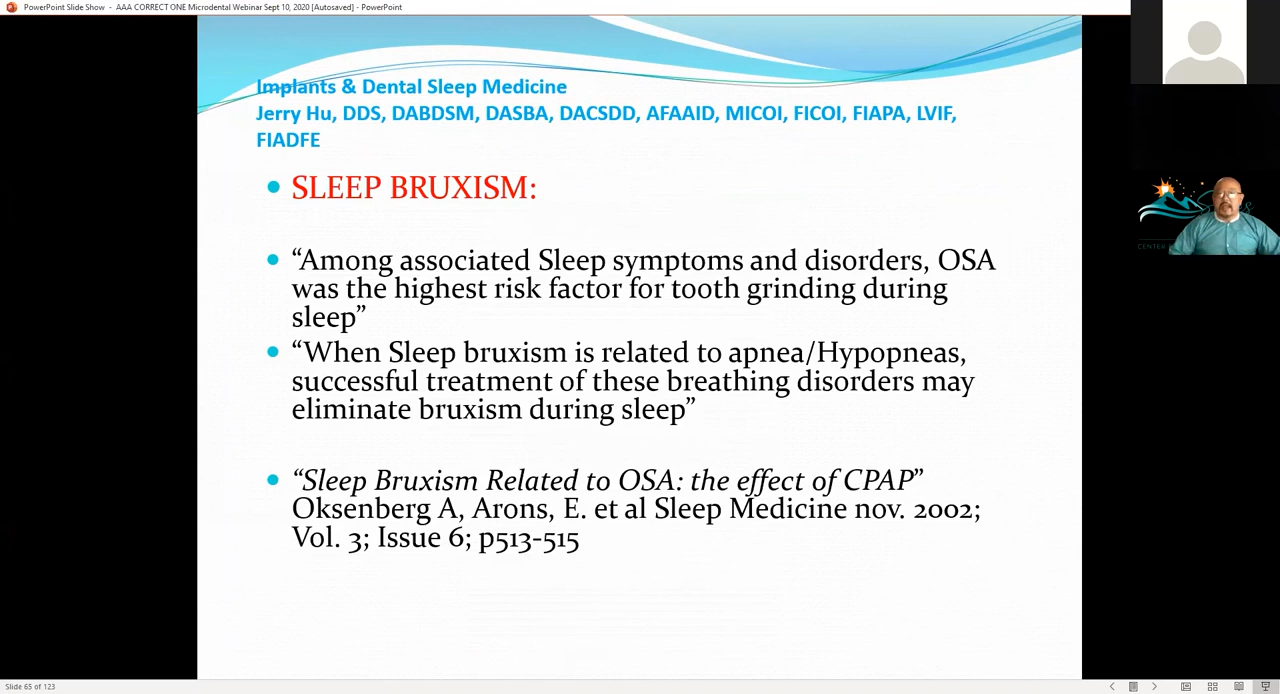 PowerPoint Slide Show - AAA CORRECT ONE Microdental Webinar Sept 10, 2020 [Autosaved] - PowerPoint
Implants & Dental Sleep Medicine
Jerry Hu, DDS, DABDSM, DASBA, DACSDD, AFAAID, MICOI, FICOI, FIAPA, LVIF,
FIADFE
SLEEP BRUXISM:
“Among associated Sleep symptoms and disorders, OSA
was the highest risk factor for tooth grinding during
sleep”
“When Sleep bruxism is related to apnea/Hypopneas,
successful treatment of these breathing disorders may
eliminate bruxism during sleep”
“Sleep Bruxism Related to OSA: the effect of CPAP”
Oksenberg A, Arons, E. et al Sleep Medicine nov. 2002;
Vol. 3; Issue 6; p513-515
Slide 65 of 123